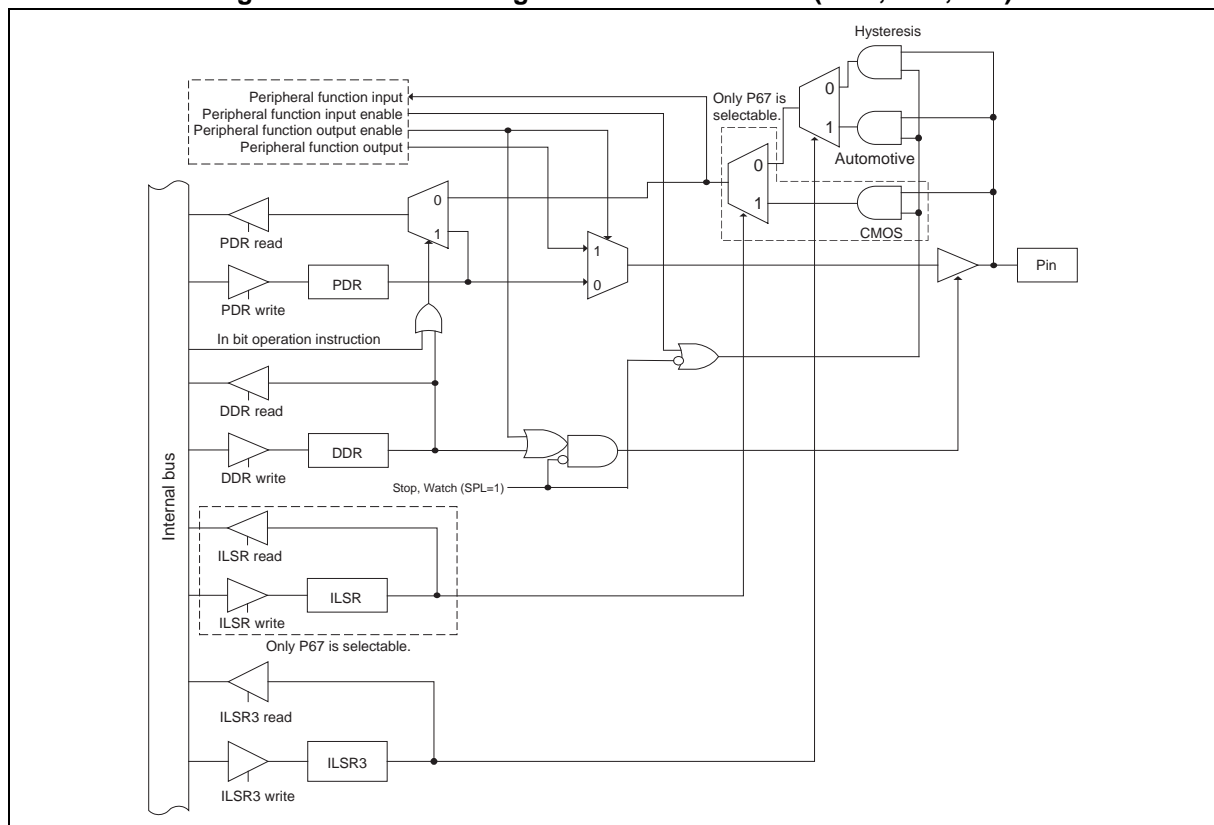 Hysteresis
0
1
Automotive
Only P67 is
selectable.
0
1
CMOS
Peripheral function input
Peripheral function input enable
Peripheral function output enable
Peripheral function output
0
1
PDR read
1
0
Pin
PDR
PDR write
In bit operation instruction
DDR read
DDR
DDR write
Stop, Watch (SPL=1)
Internal bus
ILSR read
ILSR
ILSR write
Only P67 is selectable.
ILSR3 read
ILSR3
ILSR3 write